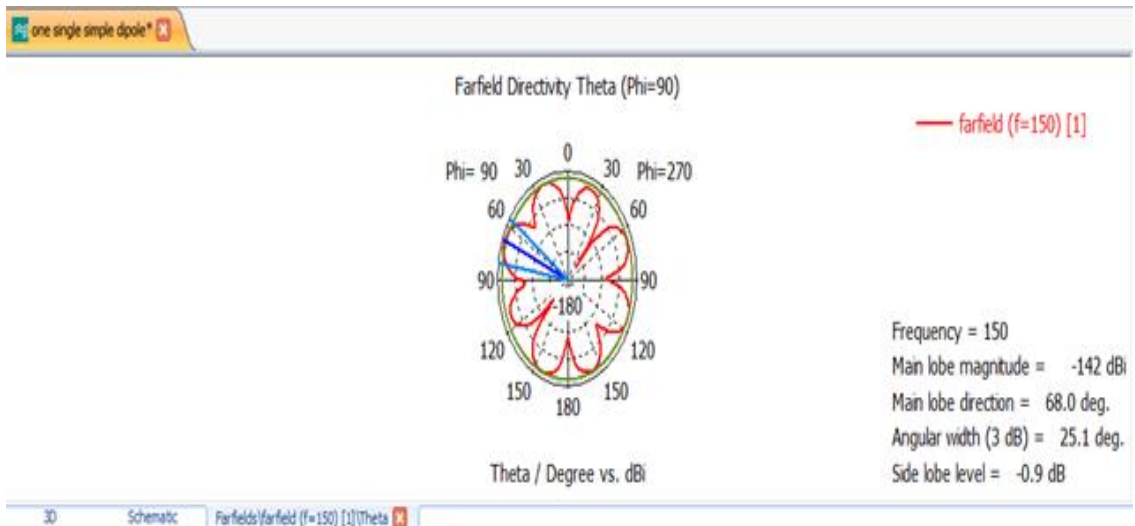 one single simple dipole*
Farfield Directivity Theta (Phi=90)
farfield (f=150) [1]
0
Phi= 90 30 30 Phi=270
60 60
90 90
-180
120 120
150 150
180
Frequency = 150
Main lobe magnitude = -142 dBi
Main lobe direction = 68.0 deg.
Angular width (3 dB) = 25.1 deg.
Side lobe level = -0.9 dB
Theta / Degree vs. dBi
3D Schematic Farfields\farfield (f=150) [1]\Theta